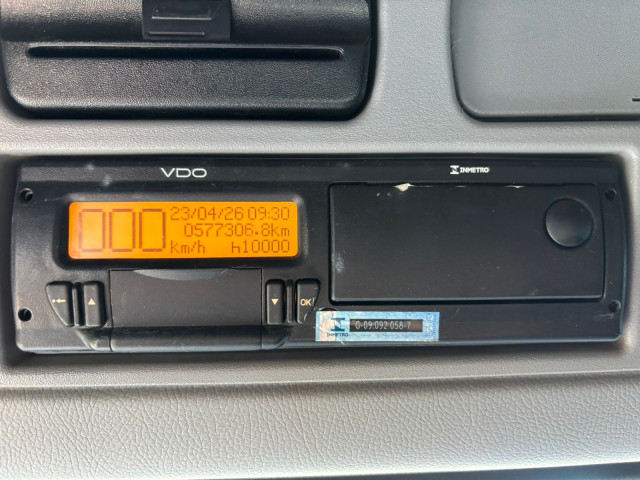 VDO
INMETRO
000 23/04/26 09:30
0577306.8km
km/h h10000
OK
INMETRO 0-09.092.058-7